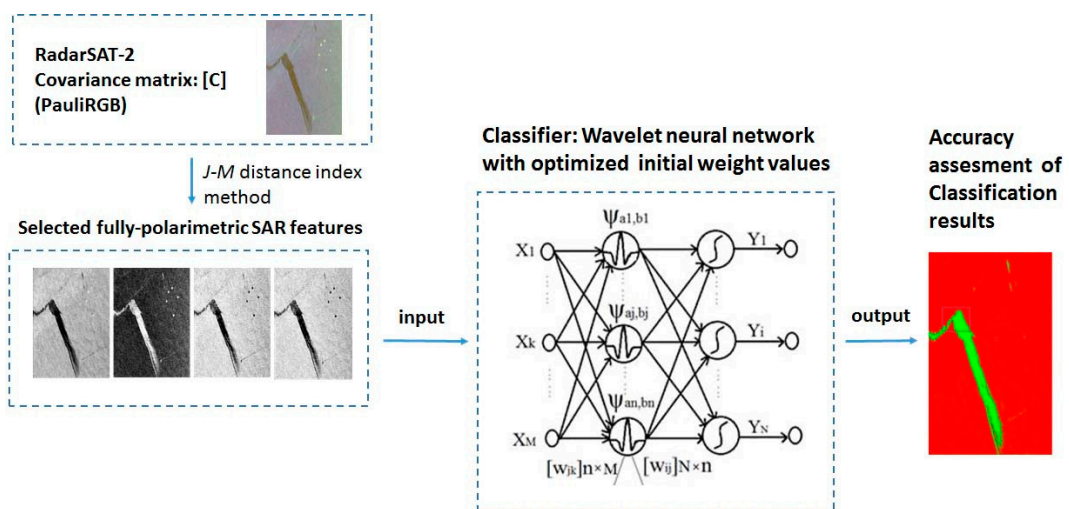 RadarSAT-2
Covariance matrix: [C]
(PauliRGB)
J-M distance index
method
Selected fully-polarimetric SAR features
input
Classifier: Wavelet neural network
with optimized initial weight values
Ψa1,b1
X1
Y1
Ψaj,bj
Xk
Yi
Ψan,bn
XM
YN
[wjk]n×M
[wij]N×n
output
Accuracy
assesment of
Classification
results